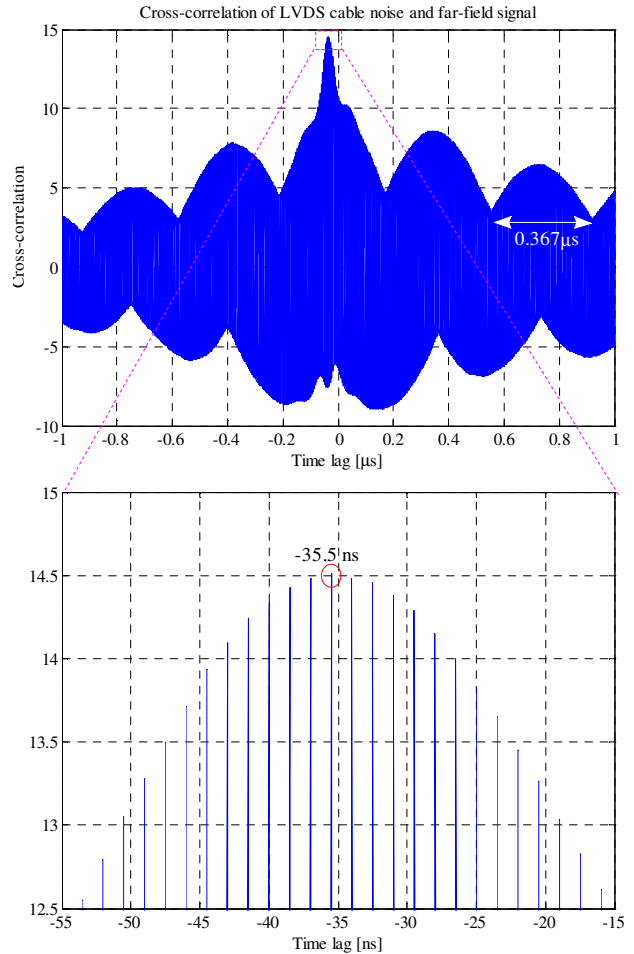 Cross-correlation of LVDS cable noise and far-field signal
15
10
5
0
-5
-10
Cross-correlation
0.367µs
-1 -0.8 -0.6 -0.4 -0.2 0 0.2 0.4 0.6 0.8 1
Time lag [µs]
15
14.5
14
13.5
13
12.5
-35.5 ns
-55 -50 -45 -40 -35 -30 -25 -20 -15
Time lag [ns]